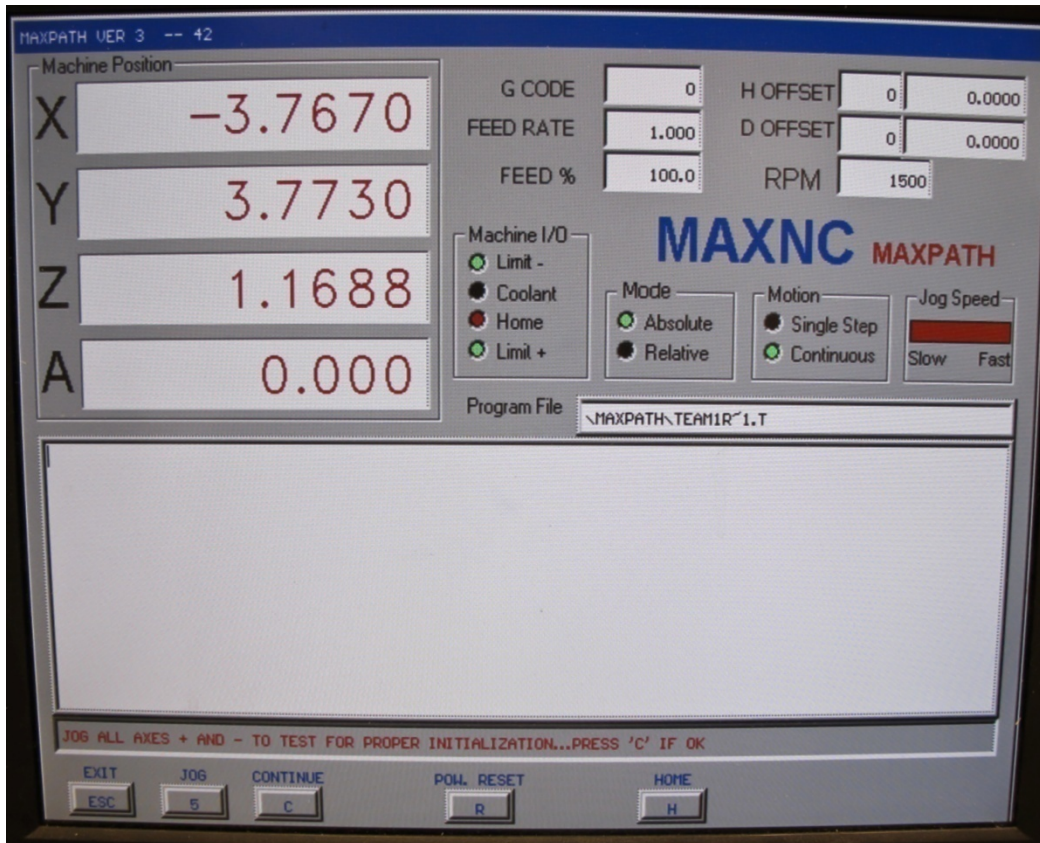 MAXPATH VER 3 -- 42
Machine Position
X -3.7670
Y 3.7730
Z 1.1688
A 0.000
G CODE 0
FEED RATE 1.000
FEED % 100.0
H OFFSET 0 0.0000
D OFFSET 0 0.0000
RPM 1500
MAXNC MAXPATH
Machine I/O
Limit -
Coolant
Home
Limit +
Mode
Absolute
Relative
Motion
Single Step
Continuous
Jog Speed
Slow Fast
Program File \MAXPATH\TEAM1R~1.T
JOG ALL AXES + AND - TO TEST FOR PROPER INITIALIZATION...PRESS 'C' IF OK
EXIT JOG CONTINUE POW. RESET HOME
ESC 5 C R H